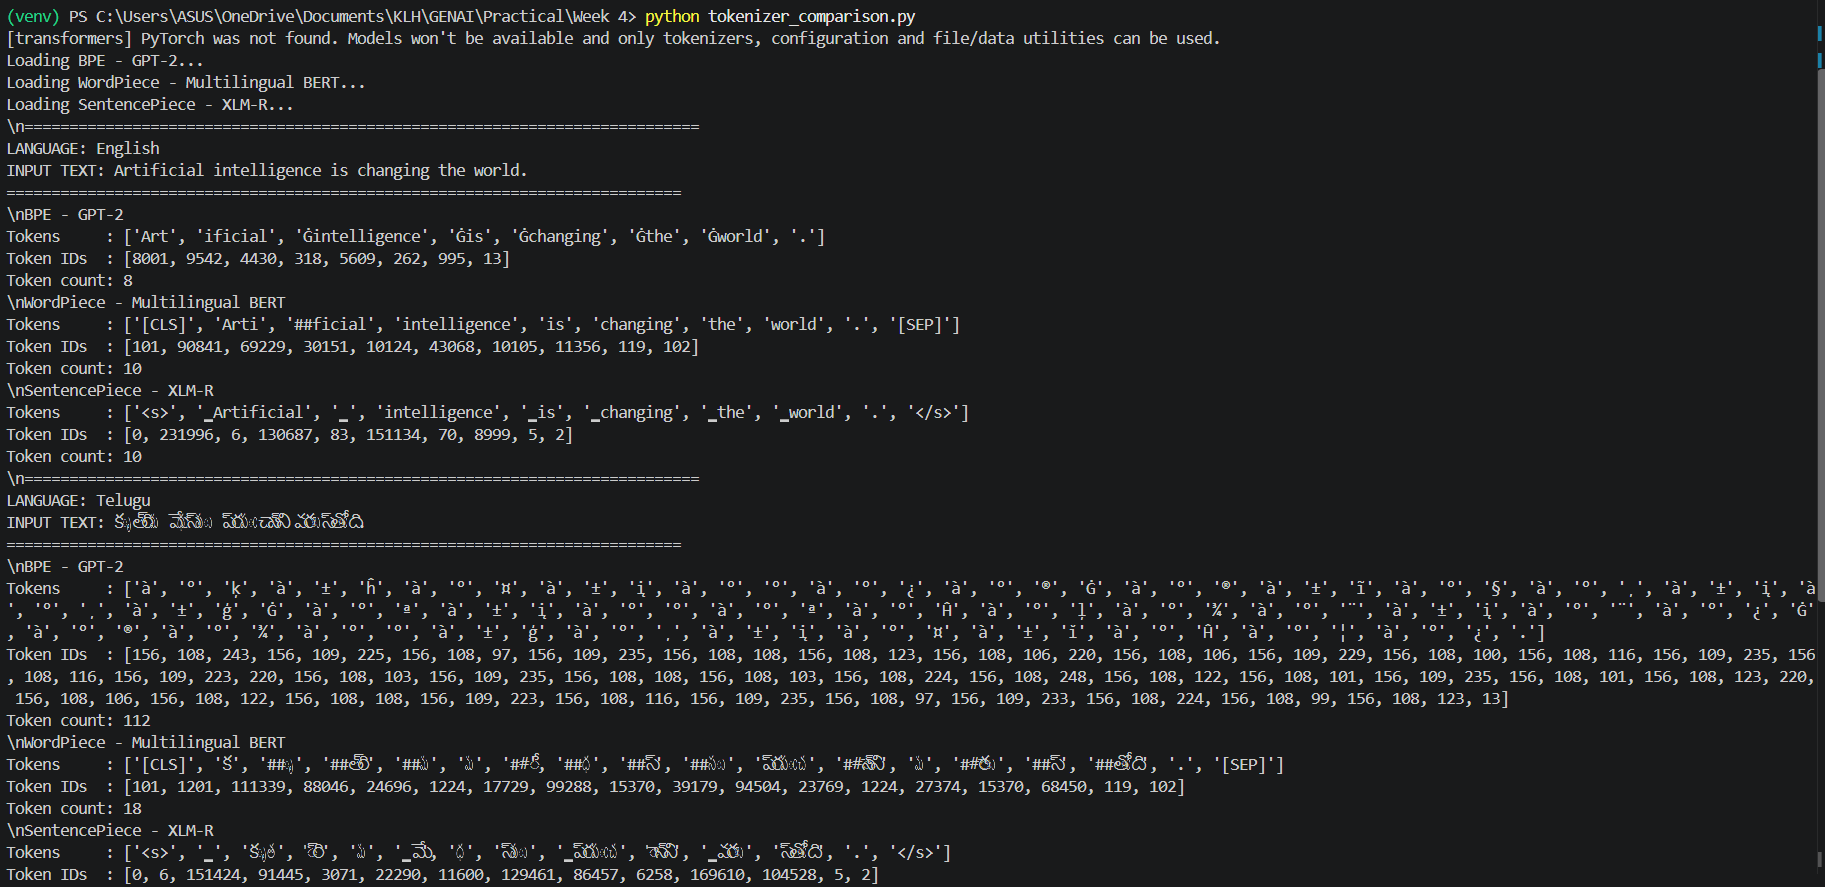 (venv) PS C:\Users\ASUS\OneDrive\Documents\KLH\GENAI\Practical\Week 4> python tokenizer_comparison.py
[transformers] PyTorch was not found. Models won't be available and only tokenizers, configuration and file/data utilities can be used.
Loading BPE - GPT-2...
Loading WordPiece - Multilingual BERT...
Loading SentencePiece - XLM-R...
\n===========================================================================
LANGUAGE: English
INPUT TEXT: Artificial intelligence is changing the world.
===========================================================================
\nBPE - GPT-2
Tokens     : ['Art', 'ificial', 'Ġintelligence', 'Ġis', 'Ġchanging', 'Ġthe', 'Ġworld', '.']
Token IDs  : [8001, 9542, 4430, 318, 5609, 262, 995, 13]
Token count: 8
\nWordPiece - Multilingual BERT
Tokens     : ['[CLS]', 'Arti', '##ficial', 'intelligence', 'is', 'changing', 'the', 'world', '.', '[SEP]']
Token IDs  : [101, 90841, 69229, 30151, 10124, 43068, 10105, 11356, 119, 102]
Token count: 10
\nSentencePiece - XLM-R
Tokens     : ['<s>', '▁Artificial', '▁', 'intelligence', '▁is', '▁changing', '▁the', '▁world', '.', '</s>']
Token IDs  : [0, 231996, 6, 130687, 83, 151134, 70, 8999, 5, 2]
Token count: 10
\n===========================================================================
LANGUAGE: Telugu
INPUT TEXT: కృత్రిమ మేధస్సు ప్రపంచాన్ని మారుస్తోంది
===========================================================================
\nBPE - GPT-2
Tokens     : ['à', '°', 'ķ', 'à', '±', 'ĥ', 'à', '°', '¤', 'à', '±', 'į', 'à', '°', '°', 'à', '°', '¿', 'à', '°', '®', 'Ġ', 'à', '°', '®', 'à', '±', 'ĩ', 'à', '°', '§', 'à', '°', '¸', 'à', '±', 'į', 'à
', '°', '¸', 'à', '±', 'ģ', 'Ġ', 'à', '°', 'ª', 'à', '±', 'į', 'à', '°', '°', 'à', '°', 'ª', 'à', '°', 'Ĥ', 'à', '°', 'ļ', 'à', '°', '¾', 'à', '°', '¨', 'à', '±', 'į', 'à', '°', '¨', 'à', '°', '¿', 'Ġ'
, 'à', '°', '®', 'à', '°', '¾', 'à', '°', '°', 'à', '±', 'ģ', 'à', '°', '¸', 'à', '±', 'į', 'à', '°', '¤', 'à', '±', 'ĭ', 'à', '°', 'Ĥ', 'à', '°', '¦', 'à', '°', '¿', '.']
Token IDs  : [156, 108, 243, 156, 109, 225, 156, 108, 97, 156, 109, 235, 156, 108, 108, 156, 108, 123, 156, 108, 106, 220, 156, 108, 106, 156, 109, 229, 156, 108, 100, 156, 108, 116, 156, 109, 235, 156
, 108, 116, 156, 109, 223, 220, 156, 108, 103, 156, 109, 235, 156, 108, 108, 156, 108, 103, 156, 108, 224, 156, 108, 248, 156, 108, 122, 156, 108, 101, 156, 109, 235, 156, 108, 101, 156, 108, 123, 220,
156, 108, 106, 156, 108, 122, 156, 108, 108, 156, 109, 223, 156, 108, 116, 156, 109, 235, 156, 108, 97, 156, 109, 233, 156, 108, 224, 156, 108, 99, 156, 108, 123, 13]
Token count: 112
\nWordPiece - Multilingual BERT
Tokens     : ['[CLS]', 'క', '##ృ', '##త్రి', '##మ', 'మ', '##ే', '##ధ', '##స్', '##సు', 'ప్రపంచ', '##ాన్ని', 'మ', '##ారు', '##స్', '##తోంది', '.', '[SEP]']
Token IDs  : [101, 1201, 111339, 88046, 24696, 1224, 17729, 99288, 15370, 39179, 94504, 23769, 1224, 27374, 15370, 68450, 119, 102]
Token count: 18
\nSentencePiece - XLM-R
Tokens     : ['<s>', '▁', 'కృత', '్రి', 'మ', '▁మే', 'ధ', 'స్సు', '▁ప్రపంచ', 'ాన్ని', '▁మారు', 'స్తోంది', '.', '</s>']
Token IDs  : [0, 6, 151424, 91445, 3071, 22290, 11600, 129461, 86457, 6258, 169610, 104528, 5, 2]